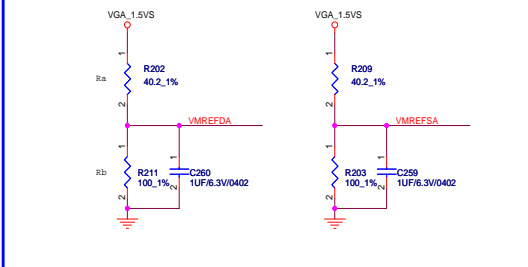 VGA_1.5VS VGA_1.5VS
1 1
R202 R209
Ra 40.2_1% 40.2_1%
2 2
VMREFDA VMREFSA
1 1 1 1
Rb R211 C260 R203 C259
100_1% 1UF/6.3V/0402 100_1% 1UF/6.3V/0402
2 2 2 2